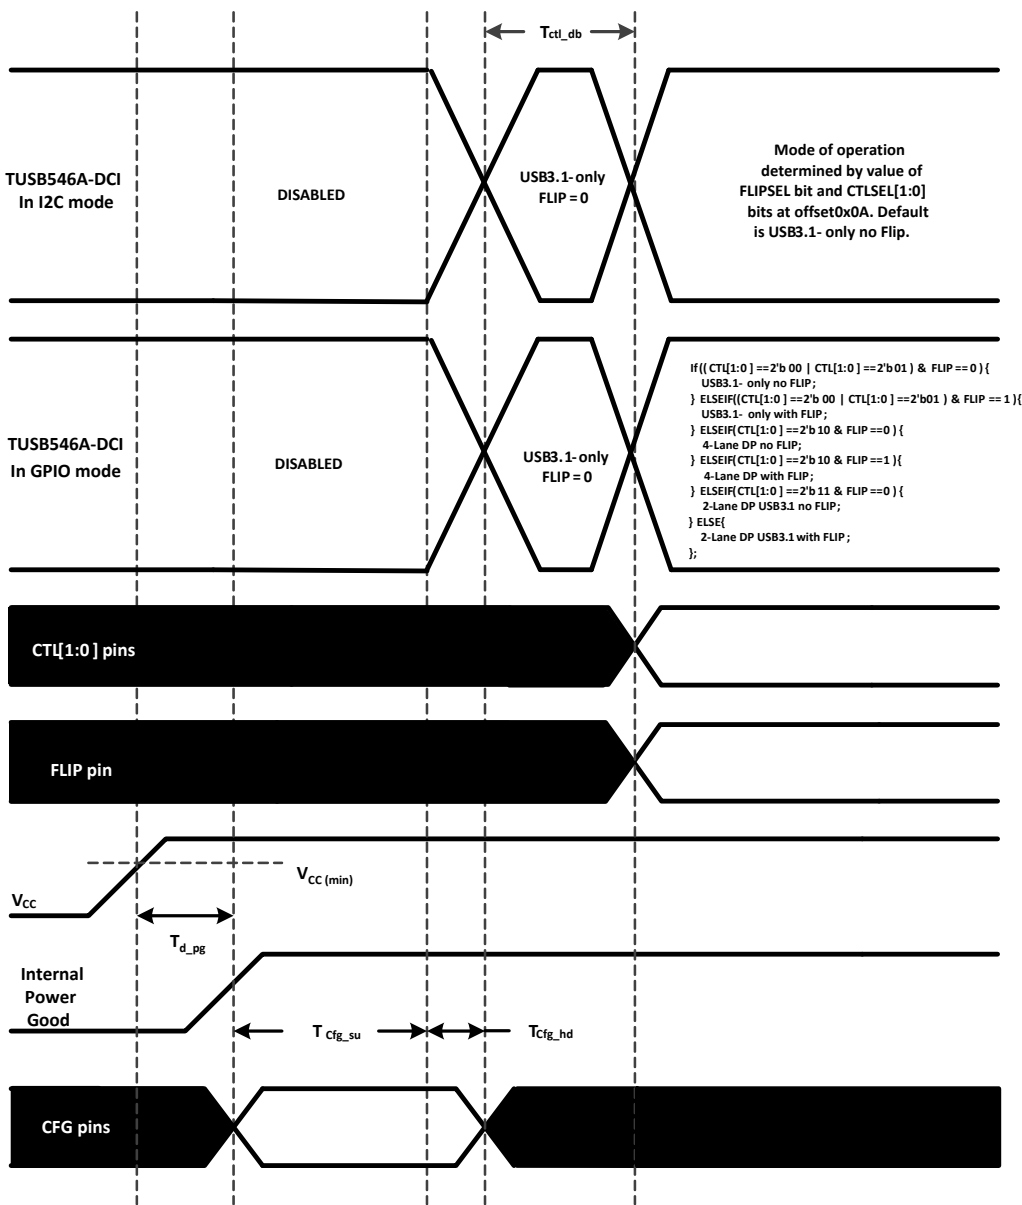 Tctl_db
TUSB546A-DCI
In I2C mode
DISABLED
USB3.1- only
FLIP = 0
Mode of operation
determined by value of
FLIPSEL bit and CTLSEL[1:0]
bits at offset0x0A. Default
is USB3.1- only no Flip.
TUSB546A-DCI
In GPIO mode
DISABLED
USB3.1- only
FLIP = 0
If (( CTL[1:0 ] ==2'b 00 | CTL[1:0 ] ==2'b 01 ) & FLIP == 0 ) {
USB3.1- only no FLIP ;
} ELSEIF((CTL[1:0 ] ==2'b 00 | CTL[1:0 ] ==2'b01 ) & FLIP == 1 ){
USB3.1- only with FLIP ;
} ELSEIF(CTL[1:0 ] ==2'b 10 & FLIP ==0 ) {
4-Lane DP no FLIP;
} ELSEIF(CTL[1:0 ] ==2'b 10 & FLIP ==1 ){
4-Lane DP with FLIP ;
} ELSEIF(CTL[1:0 ] ==2'b 11 & FLIP ==0 ) {
2-Lane DP USB3.1 no FLIP ;
} ELSE{
2-Lane DP USB3.1 with FLIP ;
};
CTL[1:0 ] pins
FLIP pin
VCC (min)
VCC
Td_pg
Internal
Power
Good
T Cfg_su
TCfg_hd
CFG pins